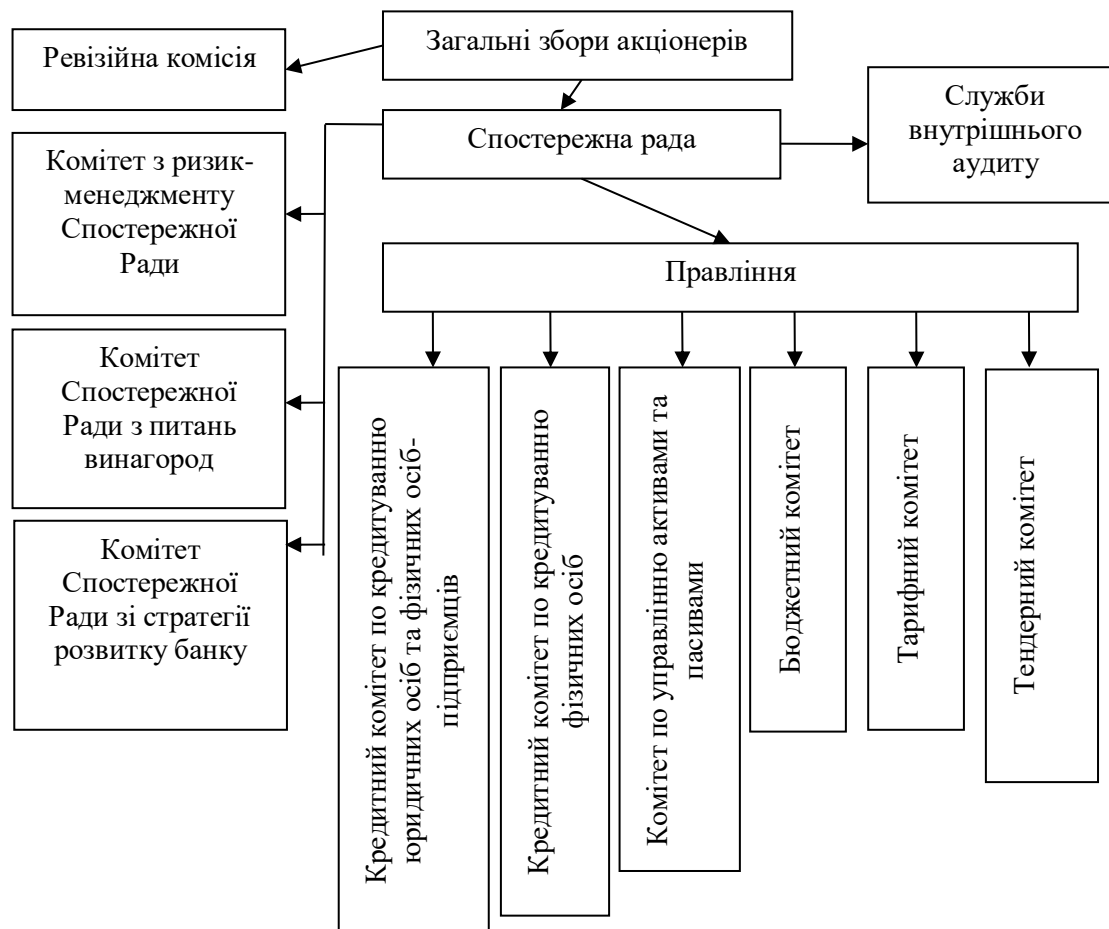 Загальні збори акціонерів
Ревізійна комісія
Спостережна рада
Служби
внутрішнього
аудиту
Комітет з ризик-
менеджменту
Спостережної
Ради
Правління
Комітет
Спостережної
Ради з питань
винагород
Комітет
Спостережної
Ради зі стратегії
розвитку банку
Кредитний комітет по кредитуванню
юридичних осіб та фізичних осіб-
підприємців
Кредитний комітет по кредитуванню
фізичних осіб
Комітет по управлінню активами та
пасивами
Бюджетний комітет
Тарифний комітет
Тендерний комітет